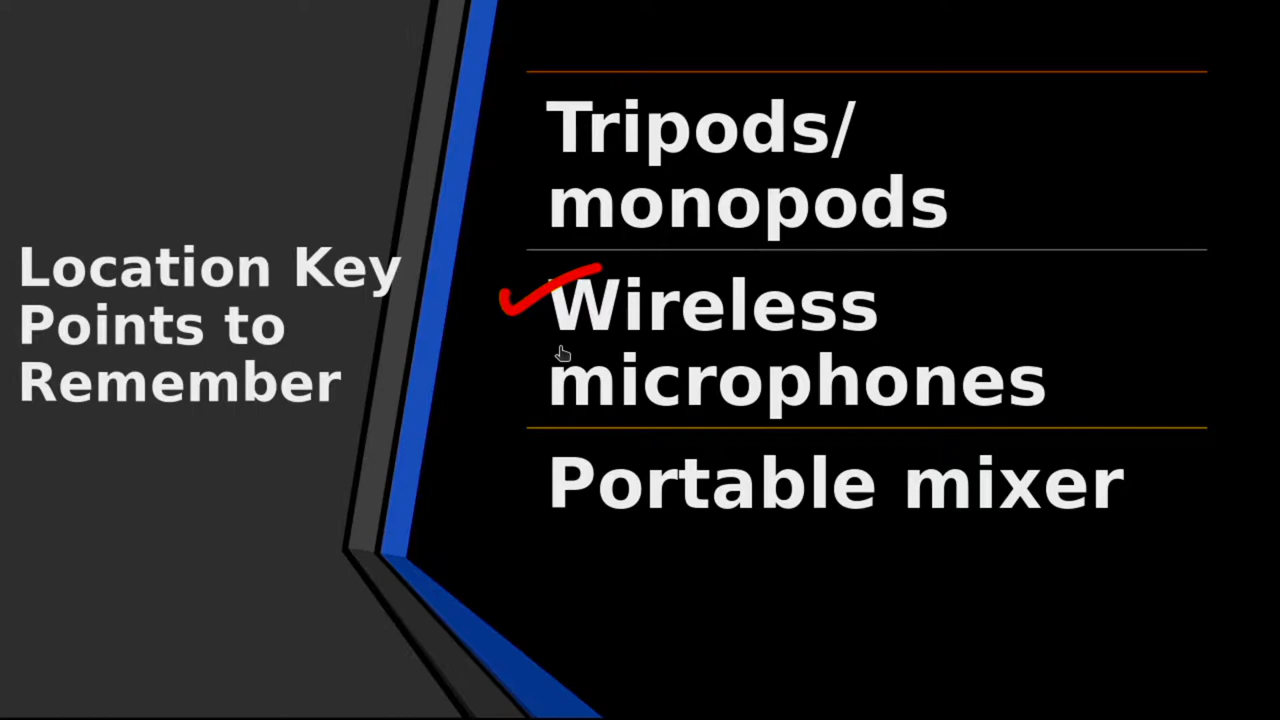 Location Key
Points to
Remember
Tripods/
monopods
Wireless
microphones
Portable mixer